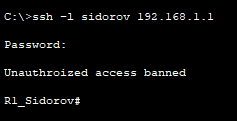 C:\>ssh -l sidorov 192.168.1.1
Password:
Unauthroized access banned
R1_Sidorov#